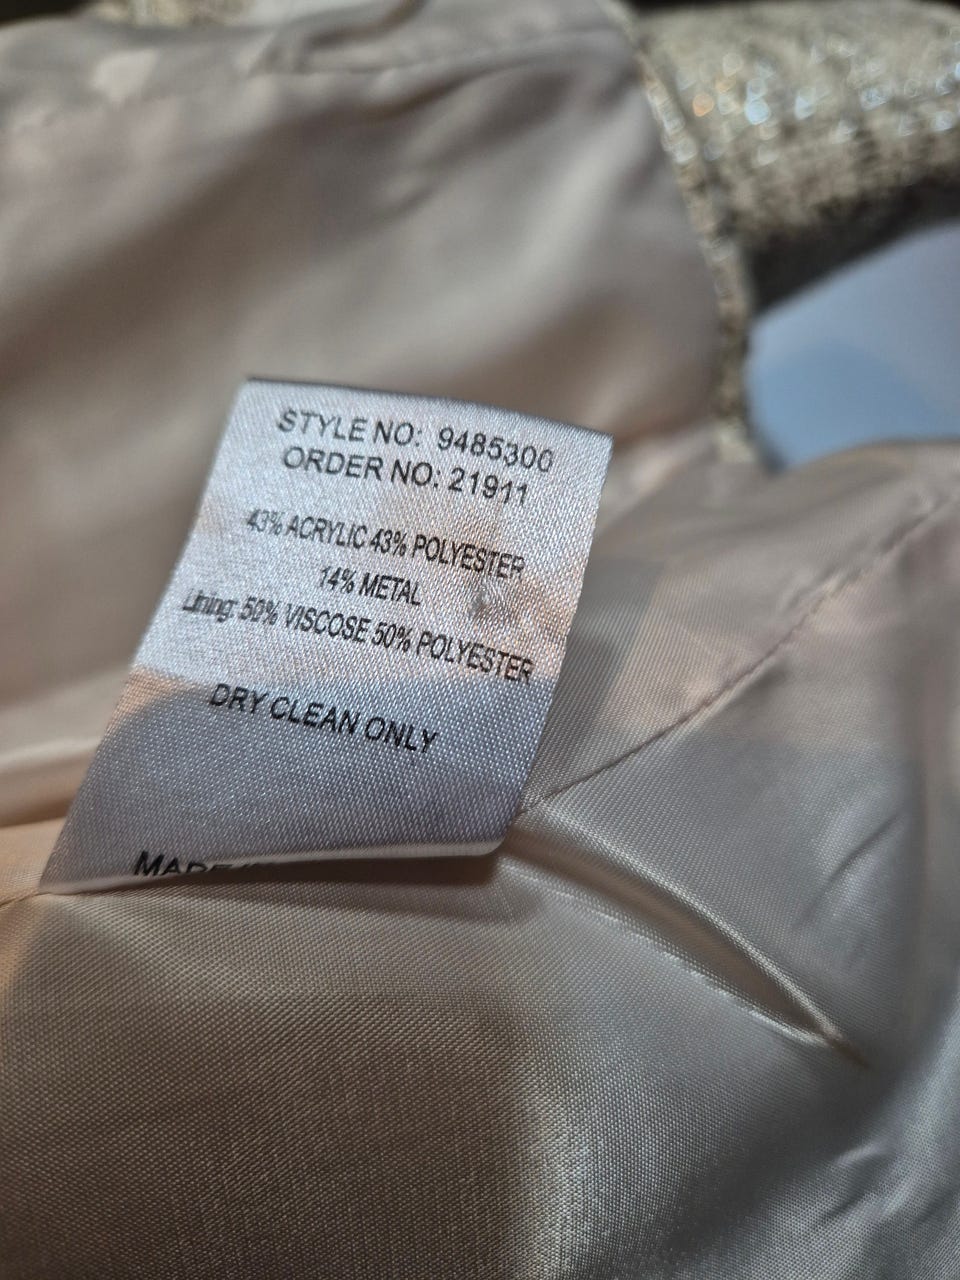 STYLE NO: 9485300
ORDER NO: 21911
43% ACRYLIC 43% POLYESTER
14% METAL
Lining: 50% VISCOSE 50% POLYESTER
DRY CLEAN ONLY
MADE